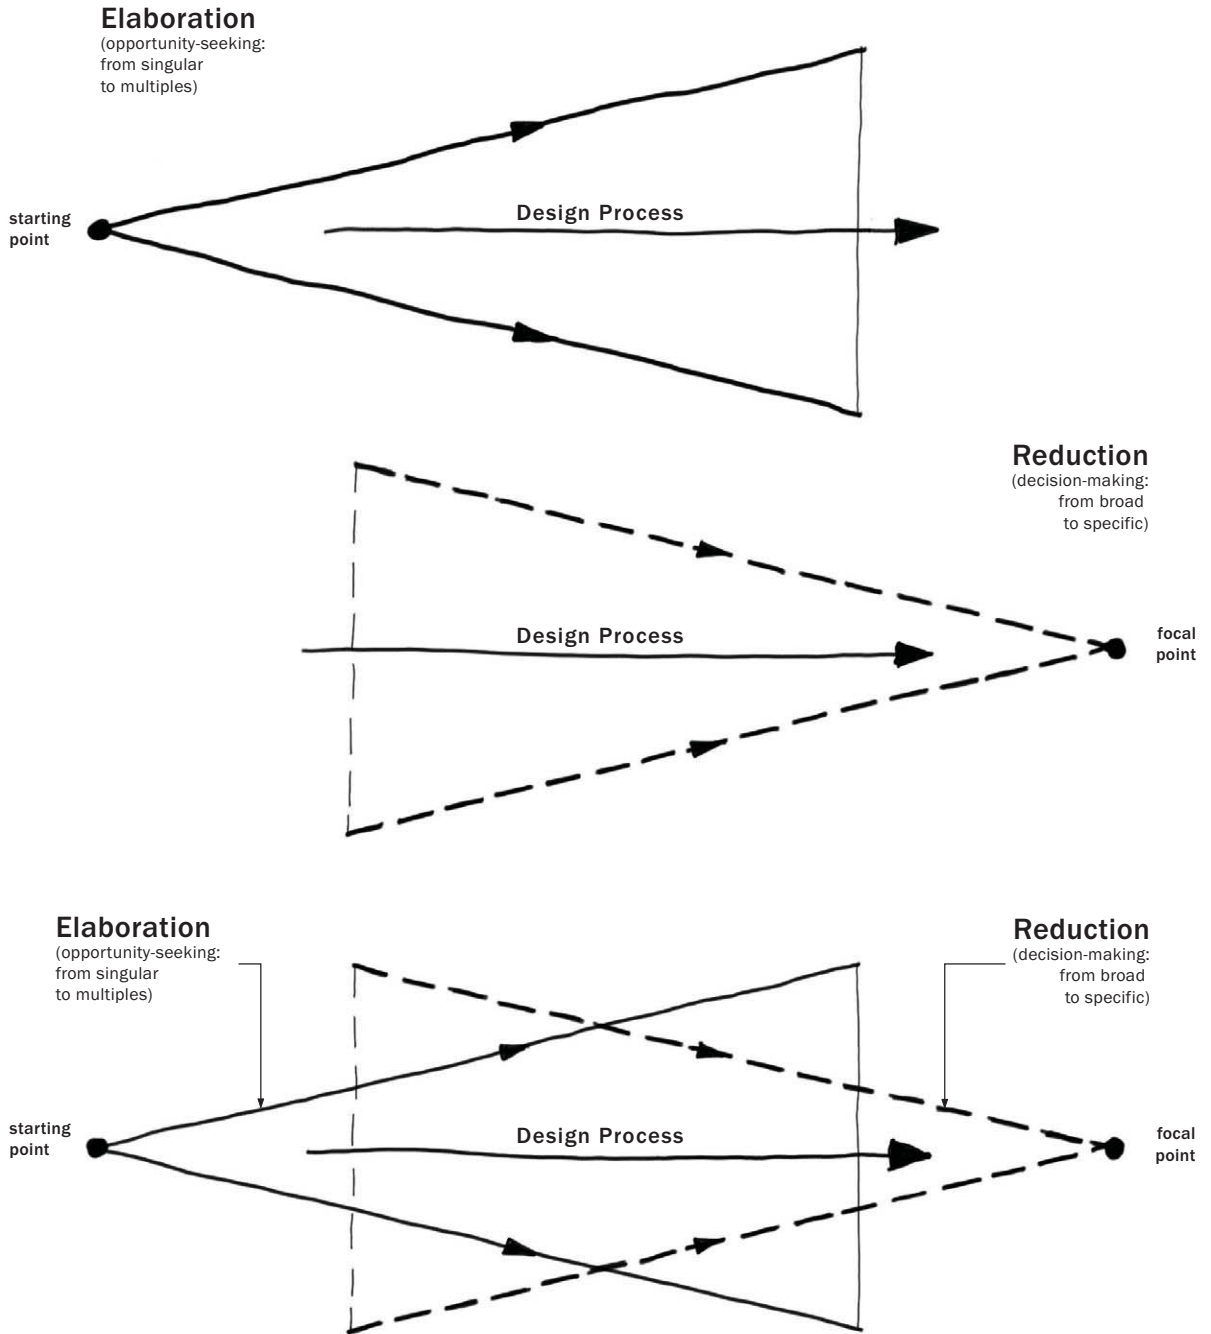 Elaboration
(opportunity-seeking:
from singular
to multiples)
starting
point
Design Process
Reduction
(decision-making:
from broad
to specific)
Design Process
focal
point
Elaboration
(opportunity-seeking:
from singular
to multiples)
Reduction
(decision-making:
from broad
to specific)
starting
point
Design Process
focal
point